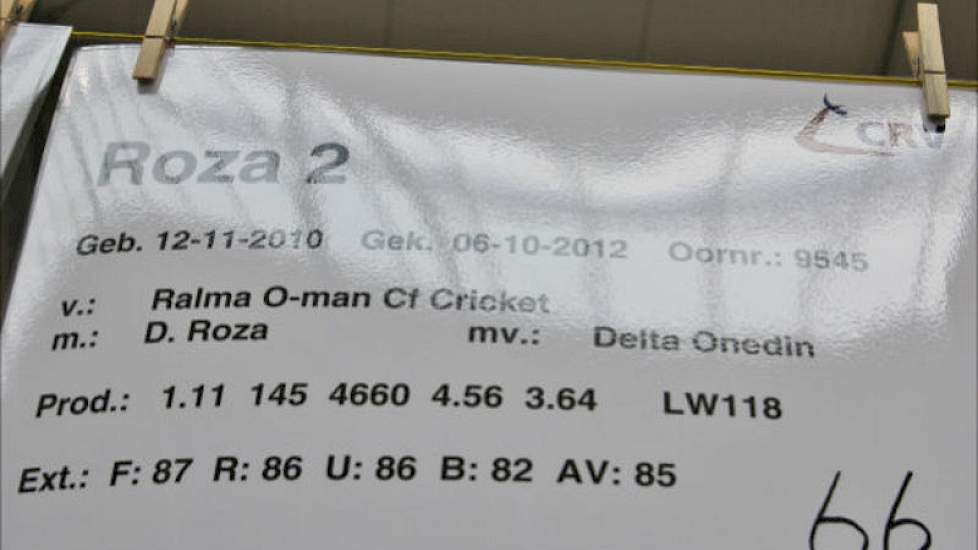 CRV
Roza 2
Geb. 12-11-2010 Gek. 06-10-2012 Oornr.: 9545
v.: Ralma O-man Cf Cricket
m.: D. Roza mv.: Delta Onedin
Prod.: 1.11 145 4660 4.56 3.64 LW118
Ext.: F: 87 R: 86 U: 86 B: 82 AV: 85
66